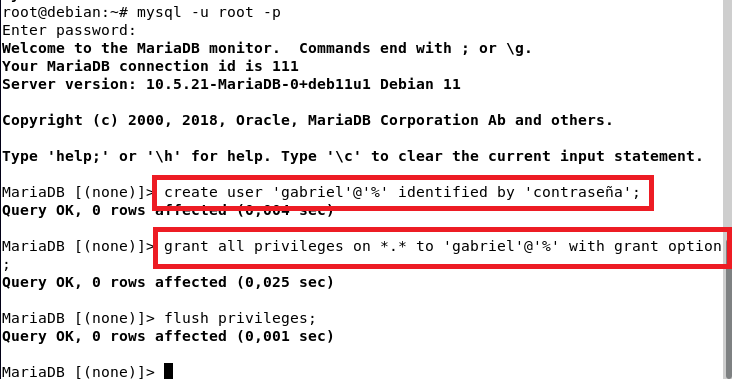 root@debian:~# mysql -u root -p
Enter password:
Welcome to the MariaDB monitor.  Commands end with ; or \g.
Your MariaDB connection id is 111
Server version: 10.5.21-MariaDB-0+deb11u1 Debian 11
Copyright (c) 2000, 2018, Oracle, MariaDB Corporation Ab and others.
Type 'help;' or '\h' for help. Type '\c' to clear the current input statement.
MariaDB [(none)]> create user 'gabriel'@'%' identified by 'contraseña';
Query OK, 0 rows affected (0,004 sec)
MariaDB [(none)]> grant all privileges on *.* to 'gabriel'@'%' with grant option
;
Query OK, 0 rows affected (0,025 sec)
MariaDB [(none)]> flush privileges;
Query OK, 0 rows affected (0,001 sec)
MariaDB [(none)]>